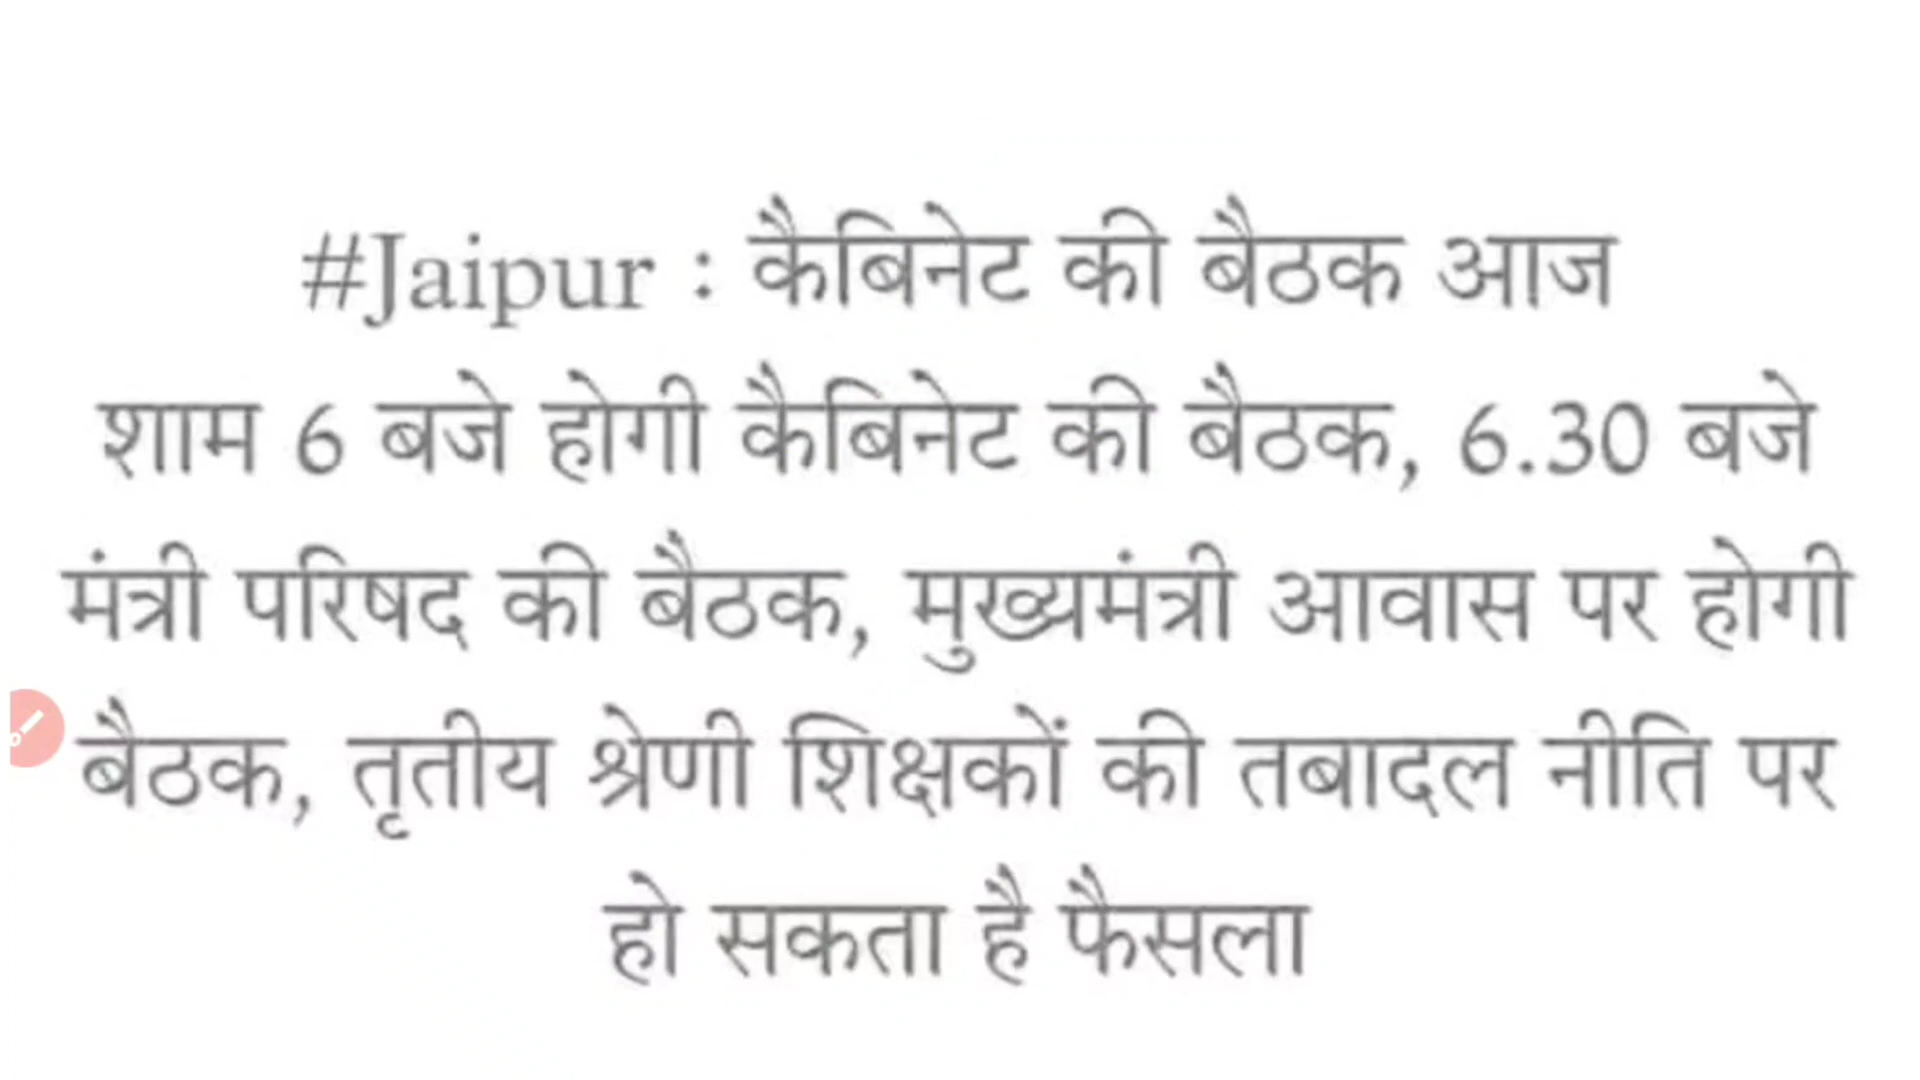 #Jaipur : कैबिनेट की बैठक आज
शाम 6 बजे होगी कैबिनेट की बैठक, 6.30 बजे
मंत्री परिषद की बैठक, मुख्यमंत्री आवास पर होगी
बैठक, तृतीय श्रेणी शिक्षकों की तबादल नीति पर
हो सकता है फैसला